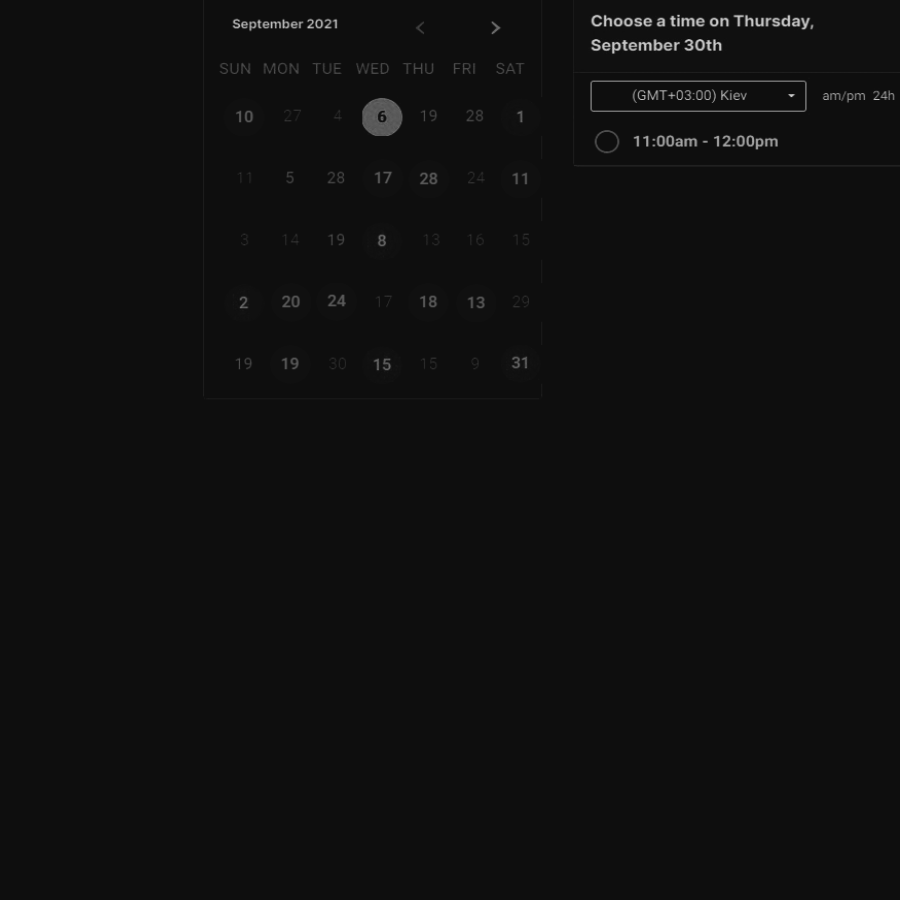 September 2021
SUN MON TUE WED THU FRI SAT
10 27 4 6 19 28 1
11 5 28 17 28 24 11
3 14 19 8 13 16 15
2 20 24 17 18 13 29
19 19 30 15 15 9 31
Choose a time on Thursday,
September 30th
(GMT+03:00) Kiev am/pm 24h
11:00am - 12:00pm